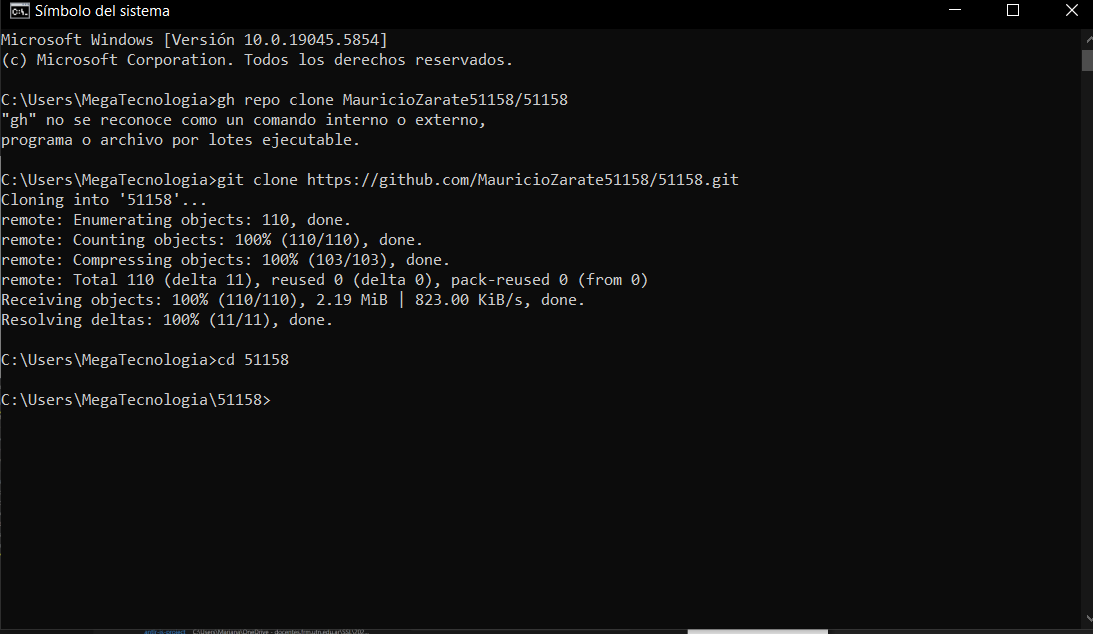 Símbolo del sistema
Microsoft Windows [Versión 10.0.19045.5854]
(c) Microsoft Corporation. Todos los derechos reservados.
C:\Users\MegaTecnologia>gh repo clone MauricioZarate51158/51158
"gh" no se reconoce como un comando interno o externo,
programa o archivo por lotes ejecutable.
C:\Users\MegaTecnologia>git clone https://github.com/MauricioZarate51158/51158.git
Cloning into '51158'...
remote: Enumerating objects: 110, done.
remote: Counting objects: 100% (110/110), done.
remote: Compressing objects: 100% (103/103), done.
remote: Total 110 (delta 11), reused 0 (delta 0), pack-reused 0 (from 0)
Receiving objects: 100% (110/110), 2.19 MiB | 823.00 KiB/s, done.
Resolving deltas: 100% (11/11), done.
C:\Users\MegaTecnologia>cd 51158
C:\Users\MegaTecnologia\51158>